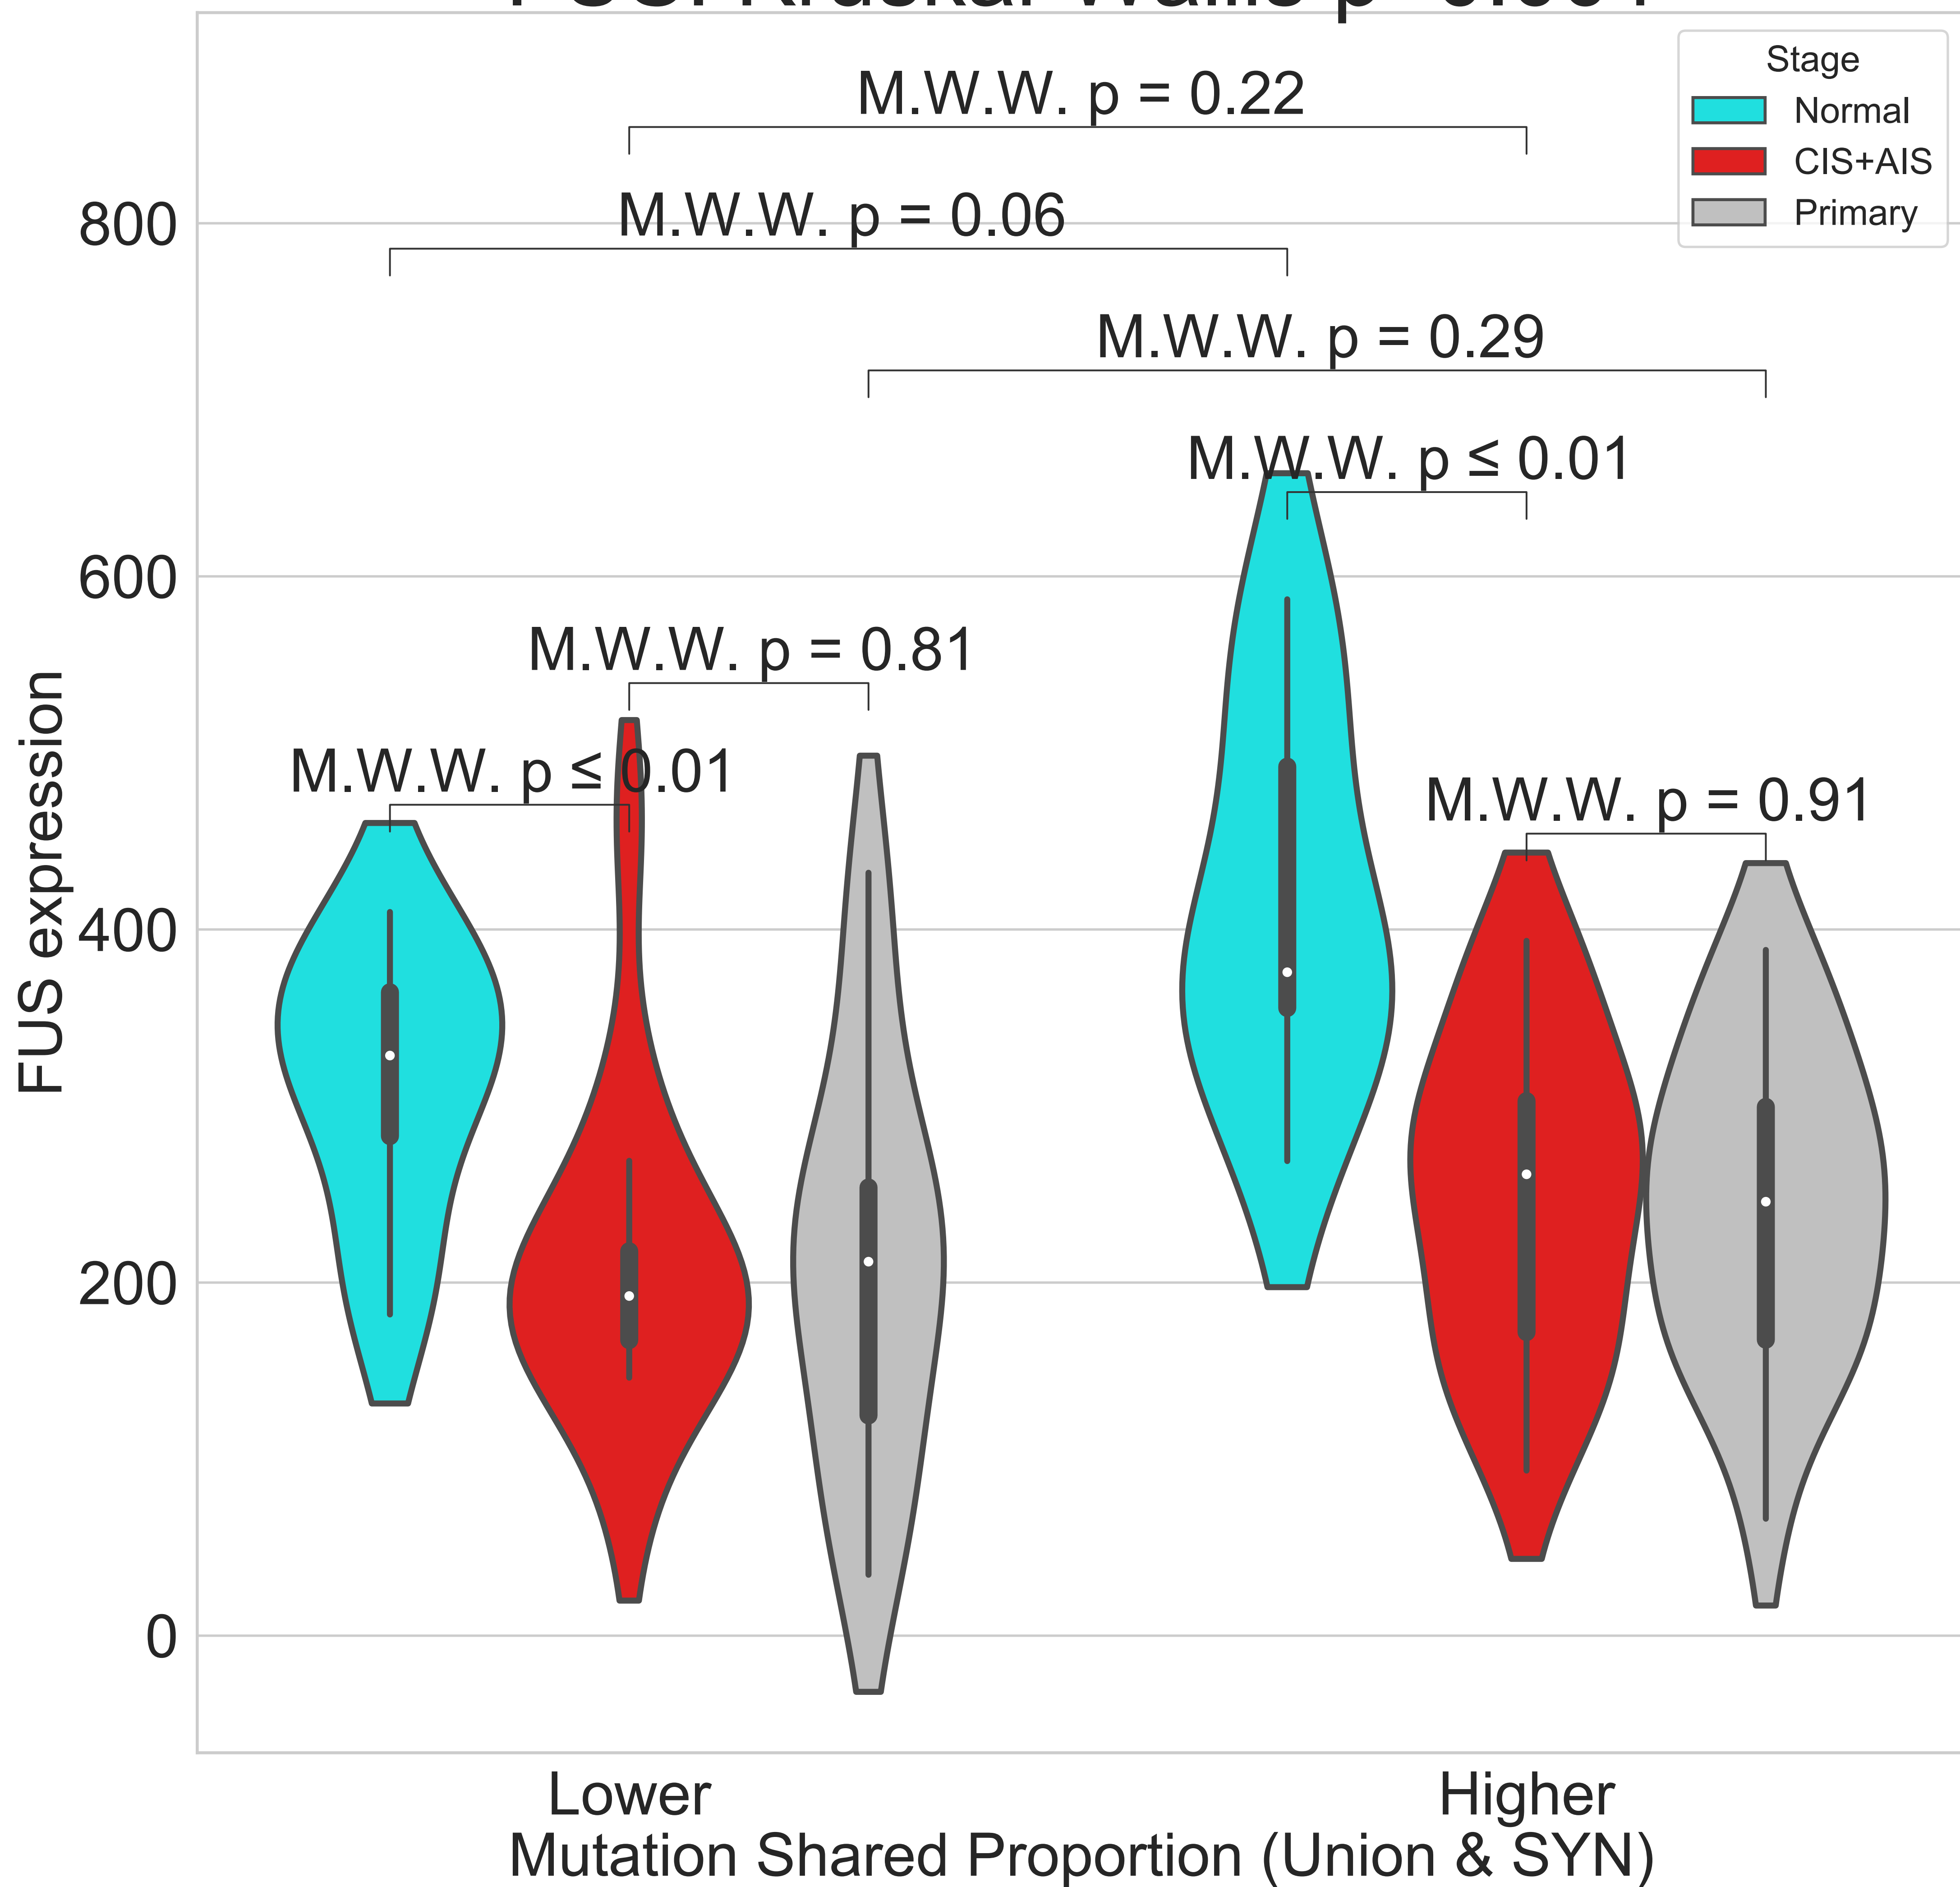 Stage
Normal
CIS+AIS
Primary
M.W.W. p = 0.22
M.W.W. p = 0.06
M.W.W. p = 0.29
M.W.W. p ≤ 0.01
M.W.W. p = 0.81
M.W.W. p ≤ 0.01
M.W.W. p = 0.91
800
600
400
200
0
FUS expression
Lower
Higher
Mutation Shared Proportion (Union & SYN)